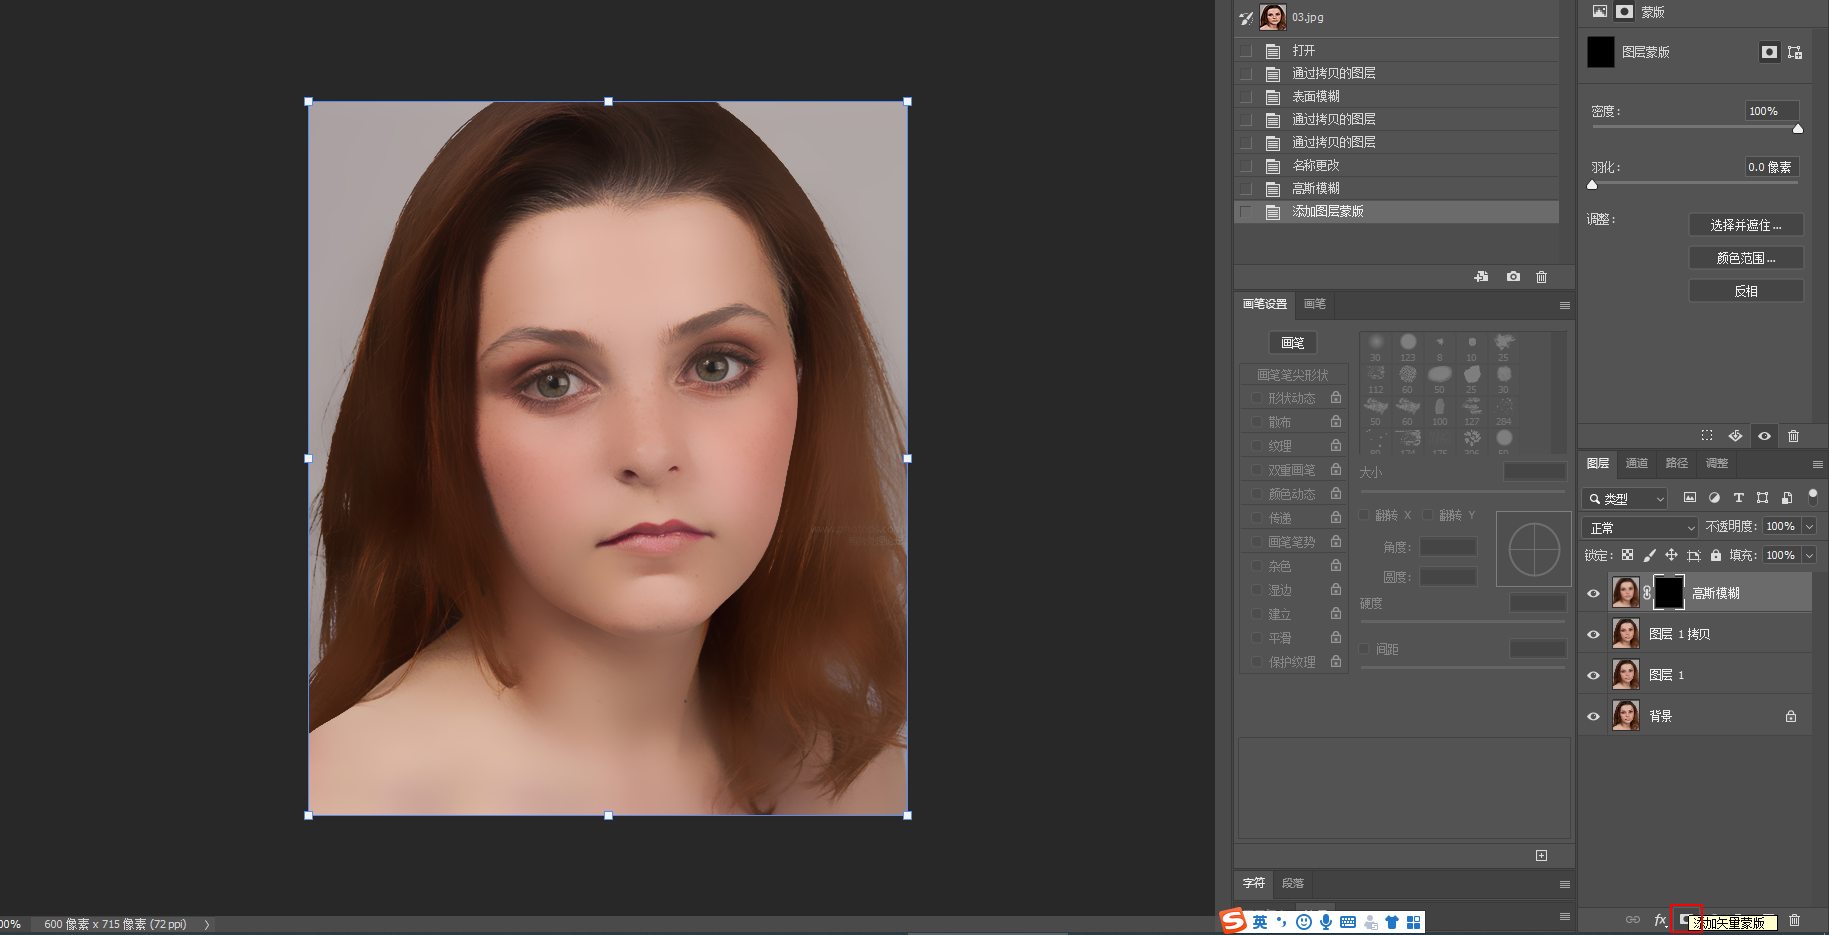 03.jpg
打开
通过拷贝的图层
表面模糊
通过拷贝的图层
通过拷贝的图层
名称更改
高斯模糊
添加图层蒙版
画笔设置 画笔
画笔
画笔笔尖形状
形状动态
散布
纹理
双重画笔
颜色动态
传递
画笔笔势
杂色
湿边
建立
平滑
保护纹理
30 123 8 10 25
112 60 50 25 30
50 60 100 127 284
大小
翻转 X 翻转 Y
角度:
圆度:
硬度
间距
字符 段落
蒙版
图层蒙版
密度: 100%
羽化: 0.0 像素
调整:
选择并遮住...
颜色范围...
反相
图层 通道 路径 调整
类型
正常 不透明度: 100%
锁定: 填充: 100%
高斯模糊
图层 1 拷贝
图层 1
背景
fx
添加矢量蒙版
00% 600 像素 x 715 像素 (72 ppi)
S 英